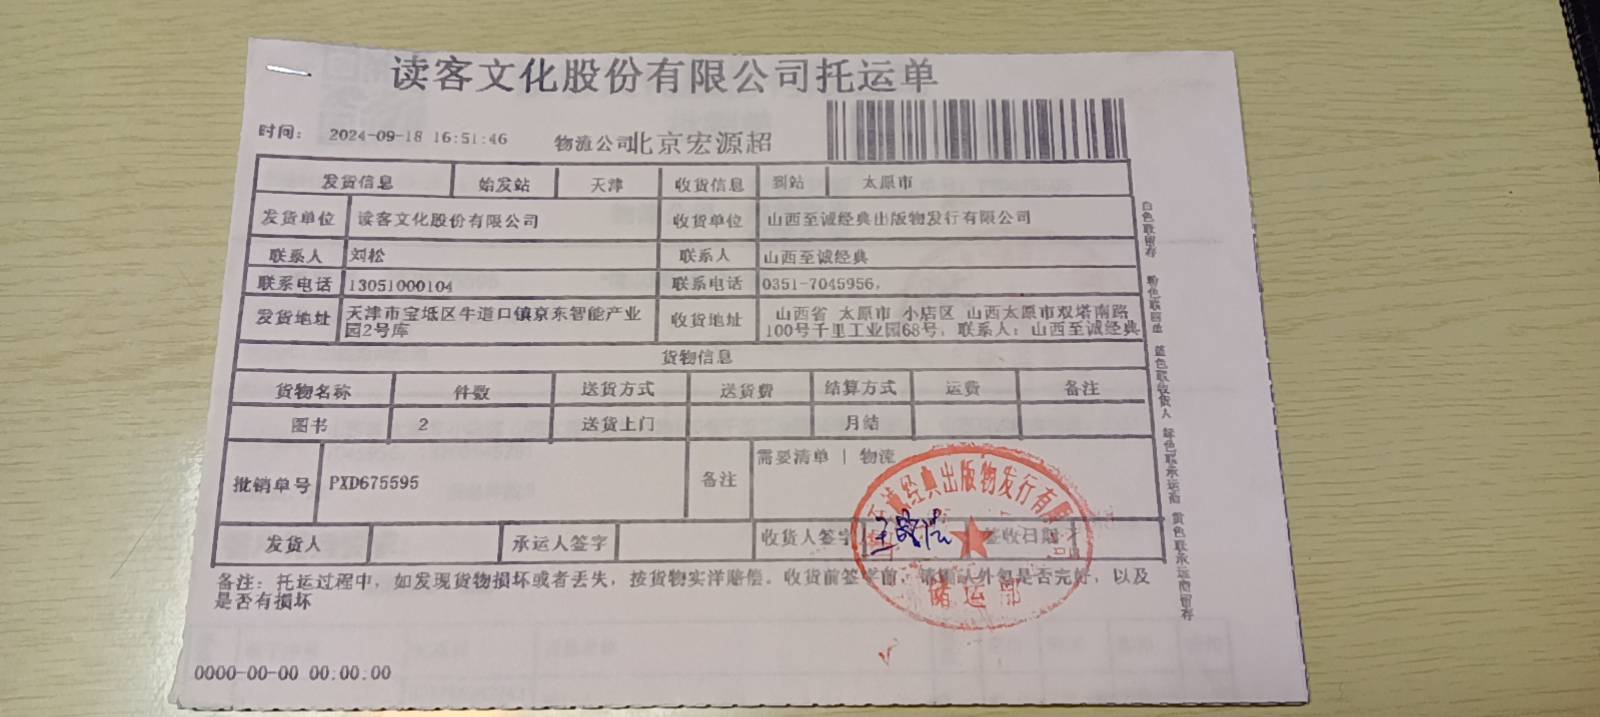 读客文化股份有限公司托运单
时间: 2024-09-18 16:51:46 物流公司北京宏源超
发货信息 始发站 天津 收货信息 到站 太原市
发货单位 读客文化股份有限公司 收货单位 山西至诚经典出版物发行有限公司
联系人 刘松 联系人 山西至诚经典
联系电话 13051000104 联系电话 0351-7045956,
发货地址 天津市宝坻区牛道口镇京东智能产业园2号库 收货地址 山西省 太原市 小店区 山西太原市双塔南路100号千里工业园68号, 联系人: 山西至诚经典
货物信息
货物名称 件数 送货方式 送货费 结算方式 运费 备注
图书 2 送货上门 月结
批销单号 PXD675595 备注 需要清单 | 物流
发货人 承运人签字 收货人签字 签收日期
备注: 托运过程中, 如发现货物损坏或者丢失, 按货物实洋赔偿。收货前签字前, 请确认外包是否完好, 以及
是否有损坏
0000-00-00 00:00:00
白色联留存 粉色联回单 蓝色联收货人 绿色联承运商 黄色联承运商留存
至诚经典出版物发行有限
储运部